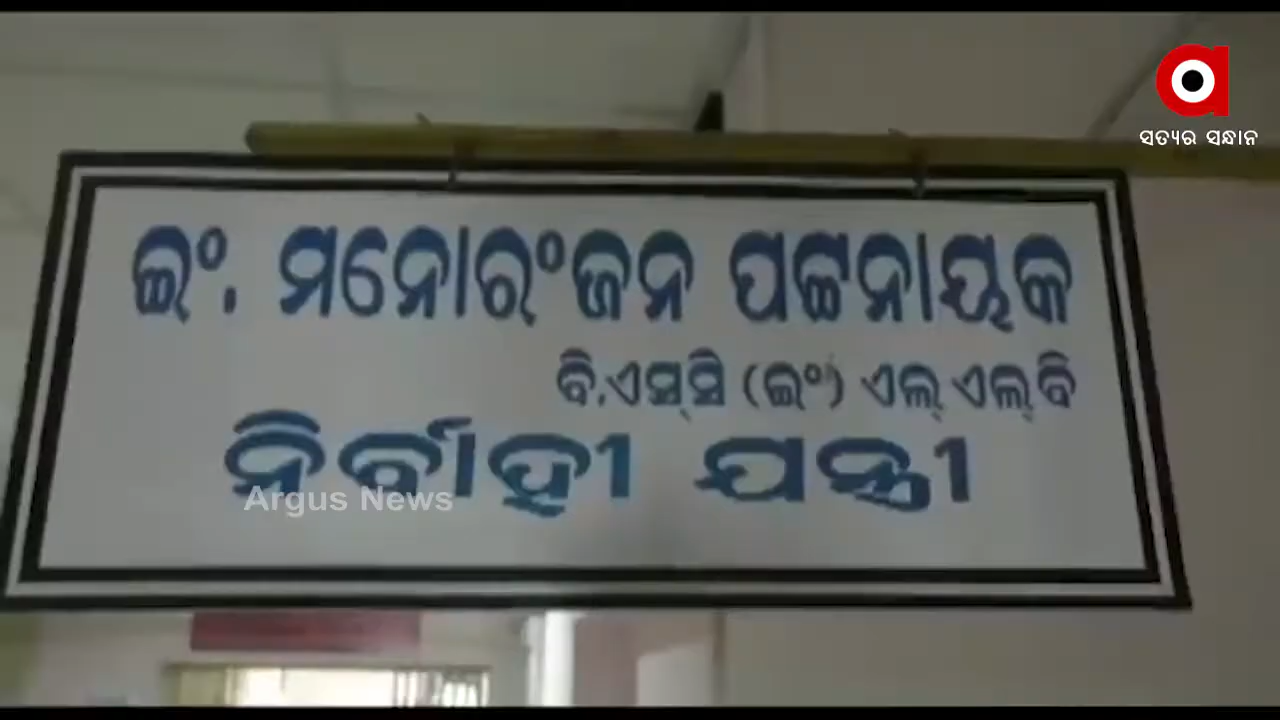 ସତ୍ୟର ସନ୍ଧାନ
ଇଂ. ମନୋରଂଜନ ପଟ୍ଟନାୟକ
ବି.ଏସ୍‌ସି (ଇଂ) ଏଲ୍ ଏଲ୍ ବି
ନିର୍ବାହୀ ଯନ୍ତ୍ରୀ
Argus News